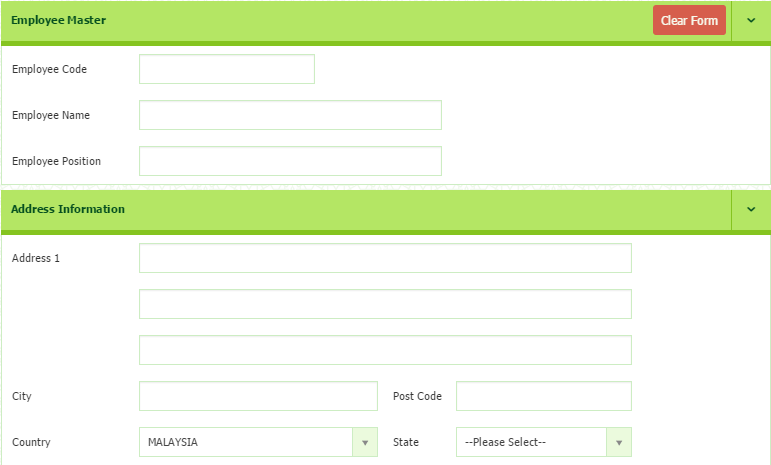 Employee Master Clear Form
Employee Code
Employee Name
Employee Position
Address Information
Address 1
City Post Code
Country MALAYSIA State --Please Select--